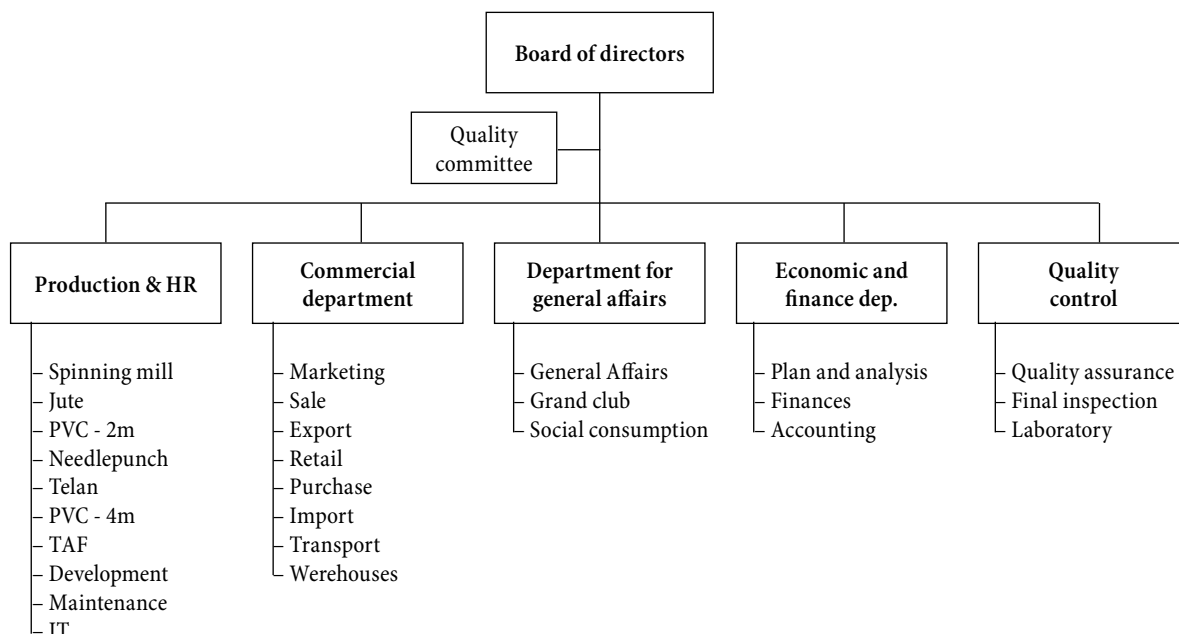 Board of directors
Quality
committee
Production & HR
Commercial
department
Department for
general affairs
Economic and
finance dep.
Quality
control
– Spinning mill
– Jute
– PVC - 2m
– Needlepunch
– Telan
– PVC - 4m
– TAF
– Development
– Maintenance
– IT
– Marketing
– Sale
– Export
– Retail
– Purchase
– Import
– Transport
– Werehouses
– General Affairs
– Grand club
– Social consumption
– Plan and analysis
– Finances
– Accounting
– Quality assurance
– Final inspection
– Laboratory